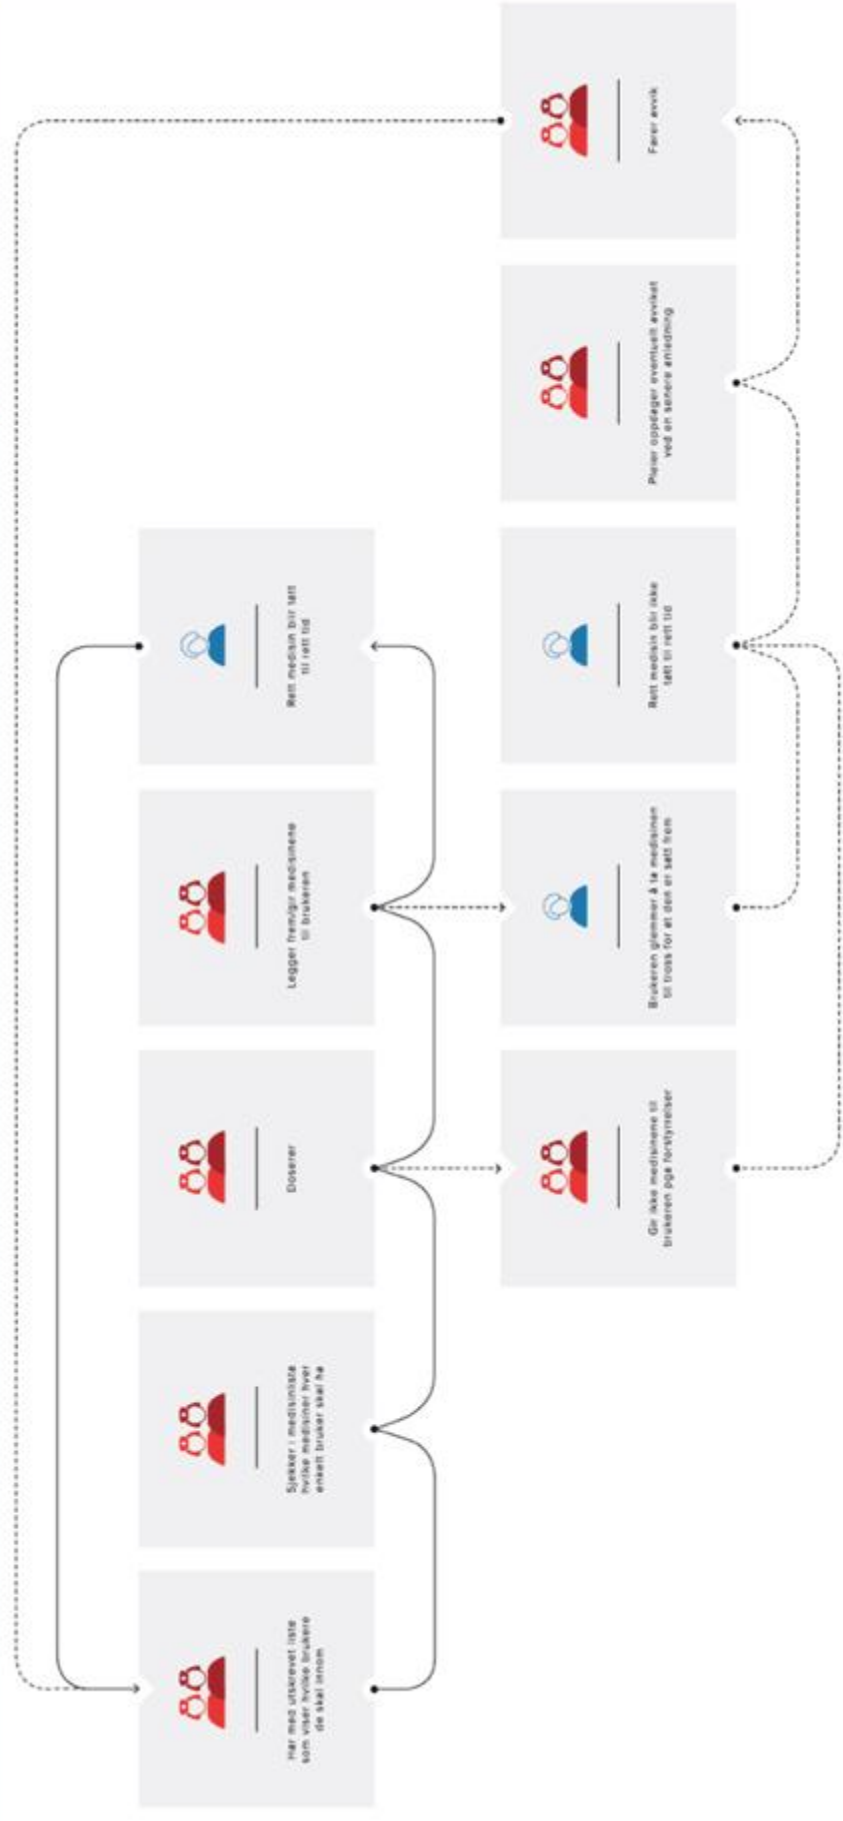 Har med utskrevet liste
som viser hvilke brukere
de skal innom
Sjekker i medisinliste
hvilke medisiner hver
enkelt bruker skal ha
Doserer
Legger frem/gir medisinene
til brukeren
Rett medisin blir tatt
til rett tid
Gir ikke medisinene til
brukeren pga forstyrrelser
Brukeren glemmer å ta medisinen
til tross for at den er satt frem
Rett medisin blir ikke
tatt til rett tid
Pleier oppdager eventuelt avviket
ved en senere anledning
Fører avvik